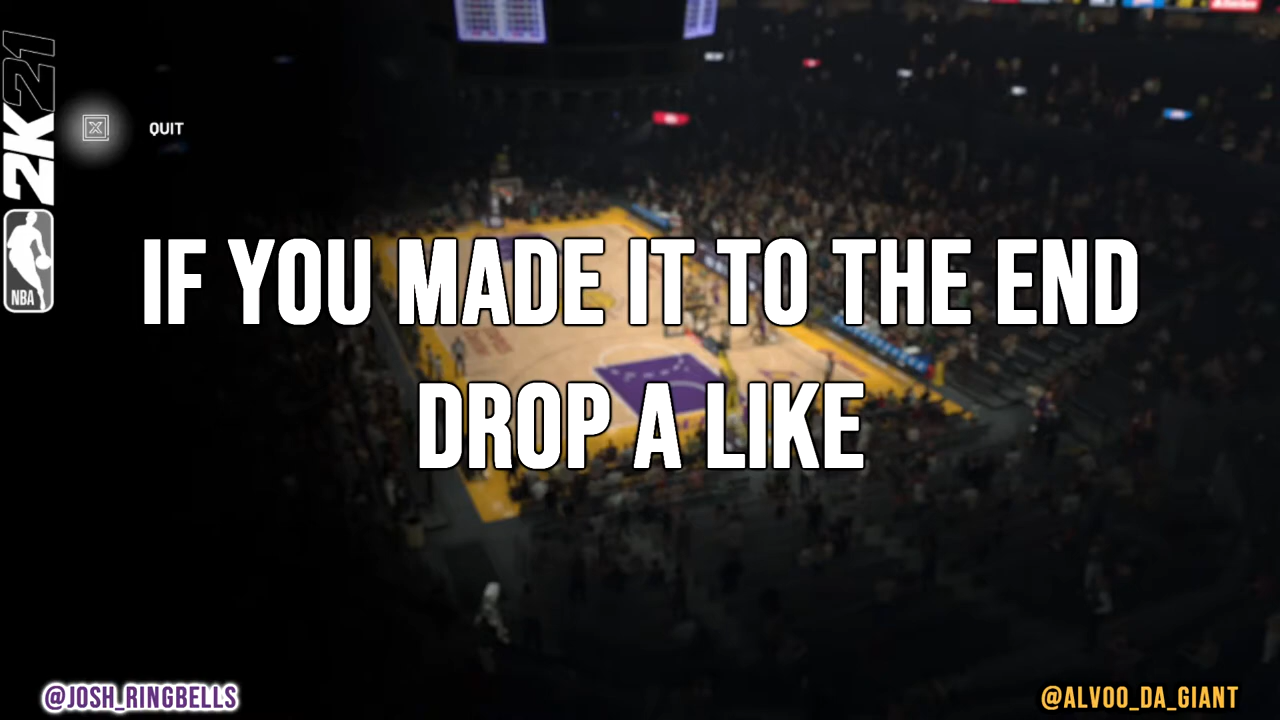 2K21
NBA
QUIT
IF YOU MADE IT TO THE END
DROP A LIKE
@JOSH_RINGBELLS
@ALVOO_DA_GIANT